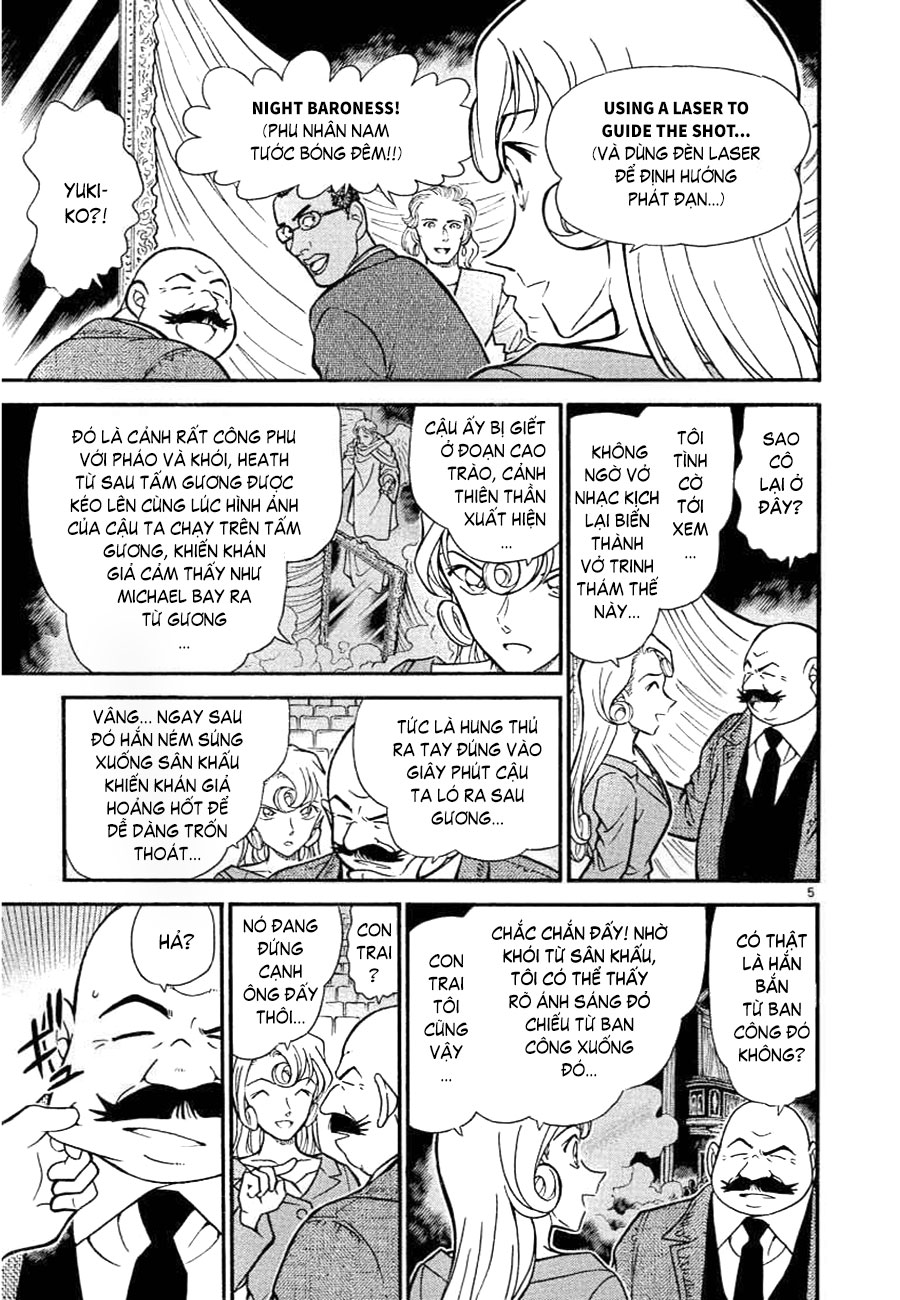 USING A LASER TO
GUIDE THE SHOT...
(VÀ DÙNG ĐÈN LASER
ĐỂ ĐỊNH HƯỚNG
PHÁT ĐẠN...)
NIGHT BARONESS!
(PHU NHÂN NAM
TƯỚC BÓNG ĐÊM!!)
YUKI-
KO?!
SAO
CÔ
LẠI Ở
ĐÂY?
TÔI
TÌNH
CỜ
TỚI
XEM
...
KHÔNG
NGỜ VỞ
NHẠC KỊCH
LẠI BIẾN
THÀNH
VỞ TRINH
THÁM THẾ
NÀY...
CẬU ẤY BỊ GIẾT
Ở ĐOẠN CAO
TRÀO, CẢNH
THIÊN THẦN
XUẤT HIỆN
...
ĐÓ LÀ CẢNH RẤT CÔNG PHU
VỚI PHÁO VÀ KHÓI, HEATH
TỪ SAU TẤM GƯƠNG ĐƯỢC
KÉO LÊN CÙNG LÚC HÌNH ẢNH
CỦA CẬU TA CHẠY TRÊN TẤM
GƯƠNG, KHIẾN KHÁN
GIẢ CẢM THẤY NHƯ
MICHAEL BAY RA
TỪ GƯƠNG
...
TỨC LÀ HUNG THỦ
RA TAY ĐÚNG VÀO
GIÂY PHÚT CẬU
TA LÓ RA SAU
GƯƠNG...
VÂNG... NGAY SAU
ĐÓ HẮN NÉM SÚNG
XUỐNG SÂN KHẤU
KHIẾN KHÁN GIẢ
HOẢNG HỐT ĐỂ
DỄ DÀNG TRỐN
THOÁT...
5
CÓ THẬT
LÀ HẮN
BẮN
TỪ BAN
CÔNG ĐÓ
KHÔNG?
CHẮC CHẮN ĐẤY! NHỜ
KHÓI TỪ SÂN KHẤU,
TÔI CÓ THỂ THẤY
RÕ ÁNH SÁNG ĐỎ
CHIẾU TỪ BAN
CÔNG XUỐNG
ĐÓ...
CON
TRAI
TÔI
CŨNG
VẬY
...
CON
TRAI
?
NÓ ĐANG
ĐỨNG
CẠNH
ÔNG ĐẤY
THÔI...
HẢ?